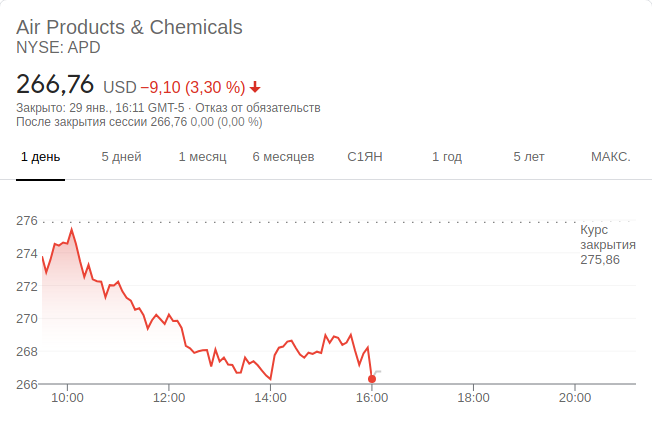 Air Products & Chemicals
NYSE: APD
266,76 USD −9,10 (3,30 %)
Закрыто: 29 янв., 16:11 GMT-5 · Отказ от обязательств
После закрытия сессии 266,76 0,00 (0,00 %)
1 день 5 дней 1 месяц 6 месяцев С1ЯН 1 год 5 лет МАКС.
276
Курс
закрытия
275,86
274
272
270
268
266
10:00 12:00 14:00 16:00 18:00 20:00